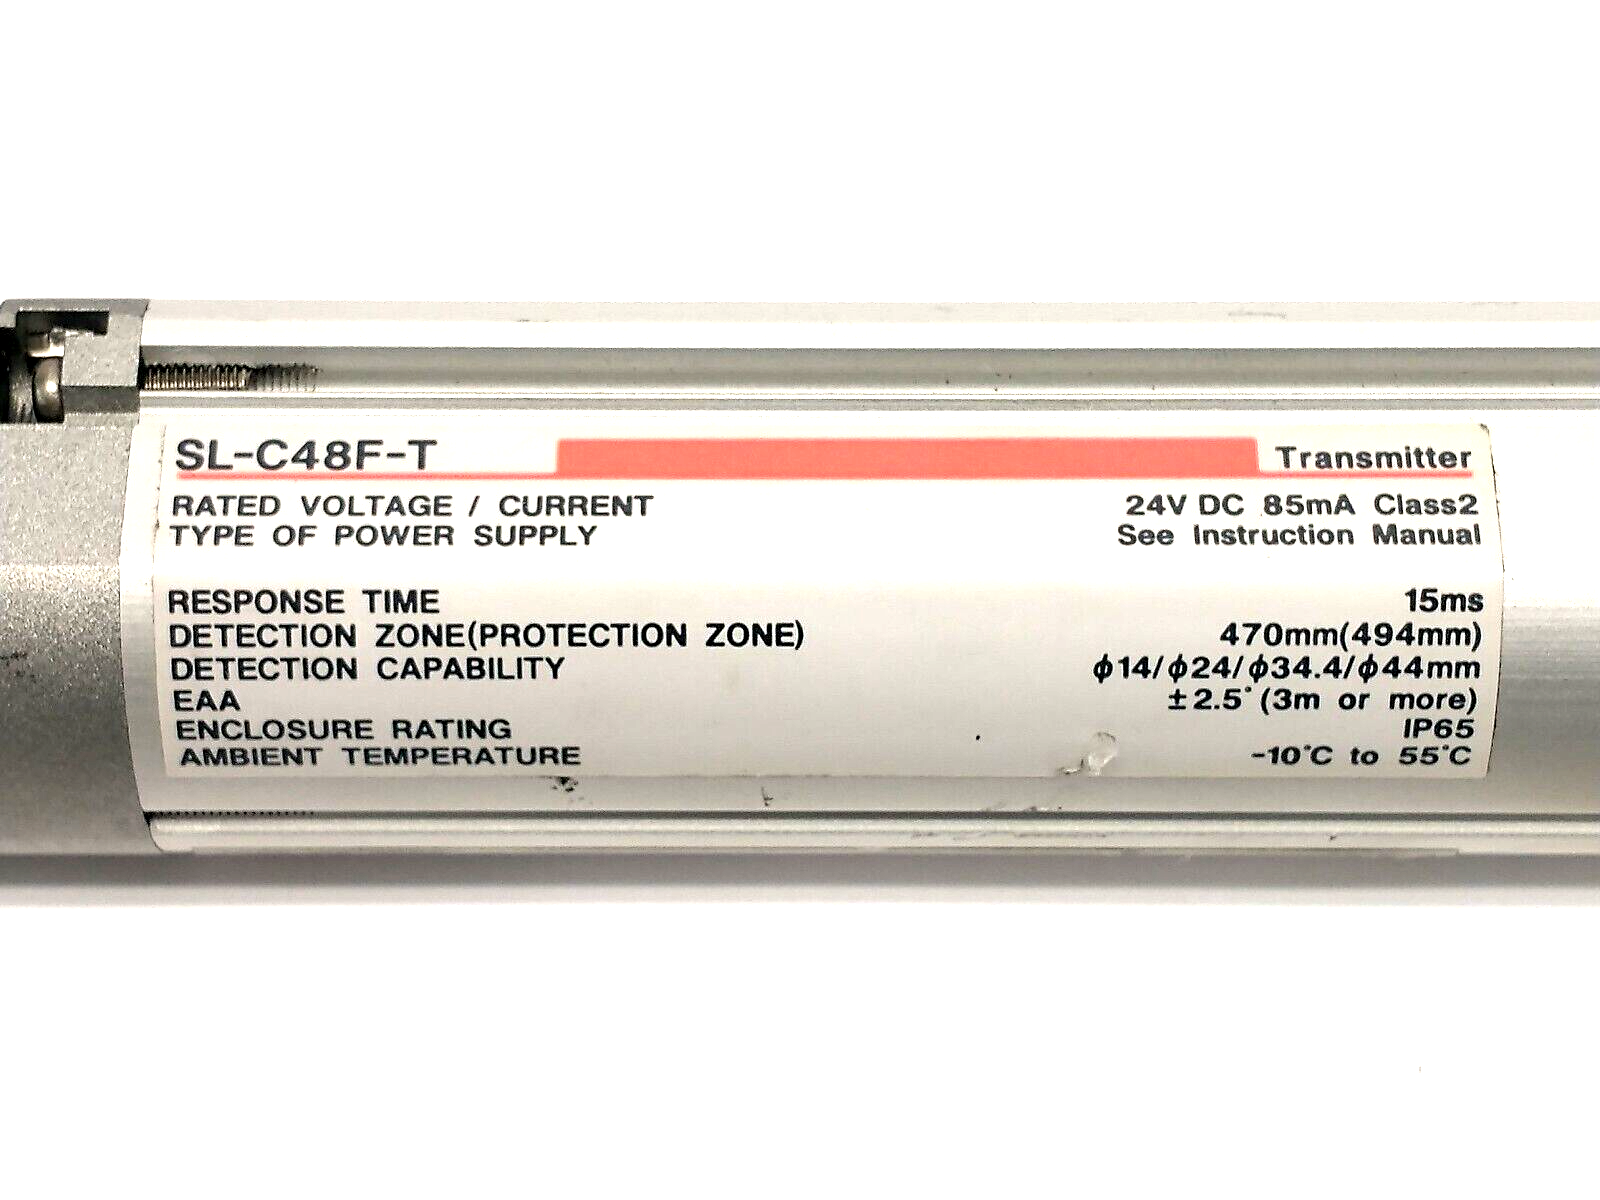 SL-C48F-T Transmitter
RATED VOLTAGE / CURRENT 24V DC 85mA Class2
TYPE OF POWER SUPPLY See Instruction Manual
RESPONSE TIME 15ms
DETECTION ZONE(PROTECTION ZONE) 470mm(494mm)
DETECTION CAPABILITY ϕ14/ϕ24/ϕ34.4/ϕ44mm
EAA ±2.5° (3m or more)
ENCLOSURE RATING IP65
AMBIENT TEMPERATURE -10°C to 55°C